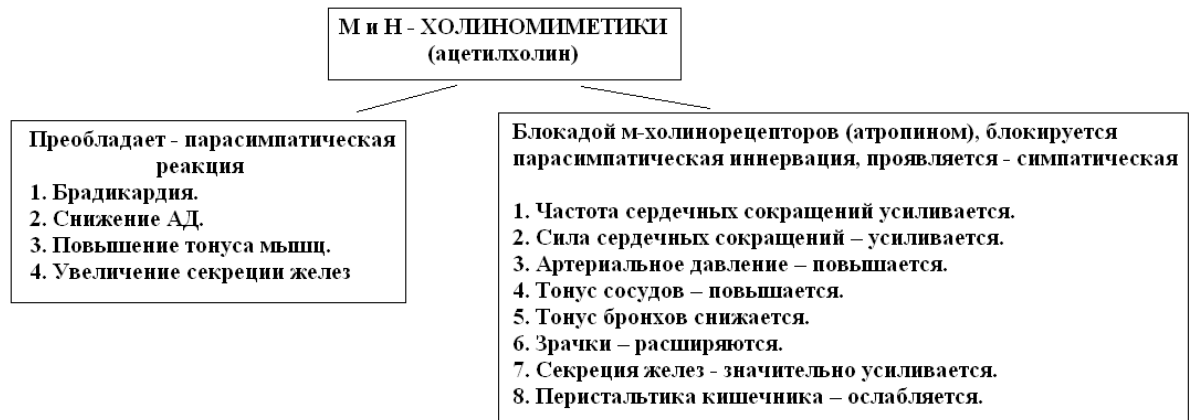 М и Н - ХОЛИНОМИМЕТИКИ
(ацетилхолин)
Преобладает - парасимпатическая
реакция
1. Брадикардия.
2. Снижение АД.
3. Повышение тонуса мышц.
4. Увеличение секреции желез
Блокадой м-холинорецепторов (атропином), блокируется
парасимпатическая иннервация, проявляется - симпатическая
1. Частота сердечных сокращений усиливается.
2. Сила сердечных сокращений – усиливается.
3. Артериальное давление – повышается.
4. Тонус сосудов – повышается.
5. Тонус бронхов снижается.
6. Зрачки – расширяются.
7. Секреция желез - значительно усиливается.
8. Перистальтика кишечника – ослабляется.